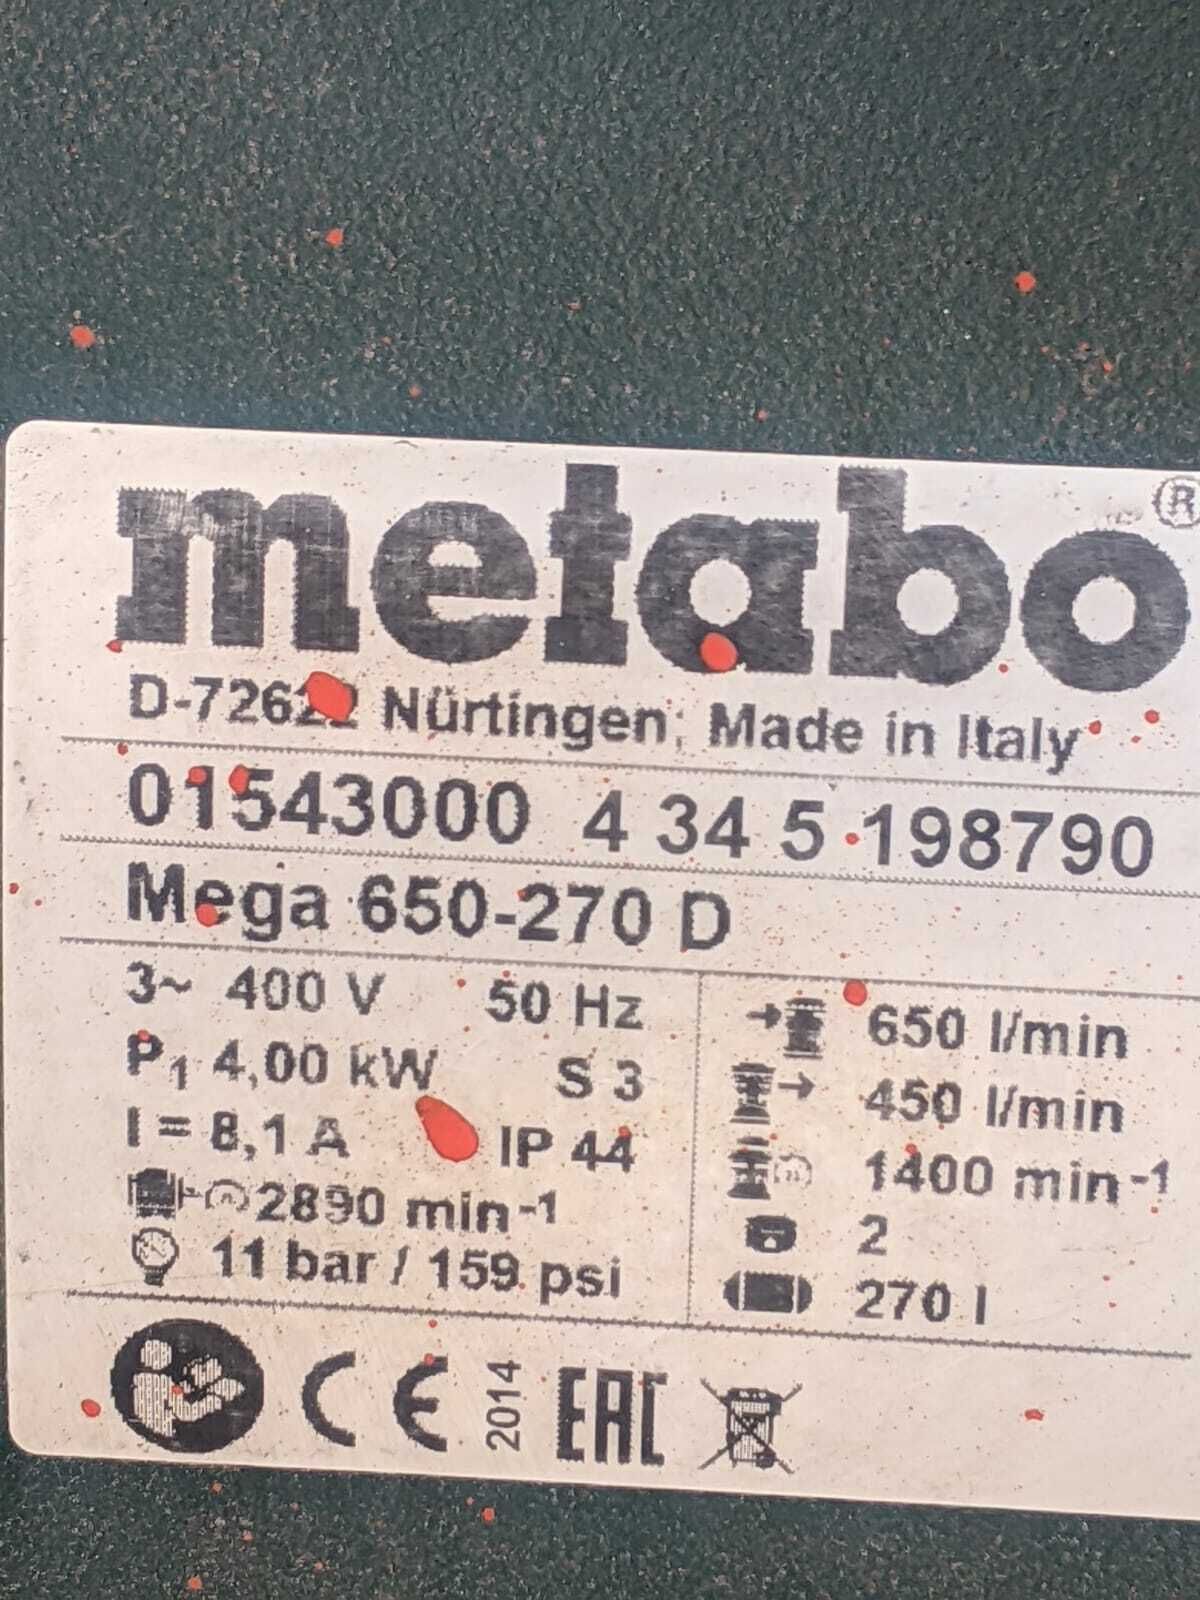 metabo®
D-72622 Nürtingen, Made in Italy
01543000 4 34 5 198790
Mega 650-270 D
3~ 400 V 50 Hz
P1 4,00 kW S 3
I = 8,1 A IP 44
2890 min-1
11 bar / 159 psi
650 l/min
450 l/min
1400 min-1
2
270 l
CE 2014 EAC